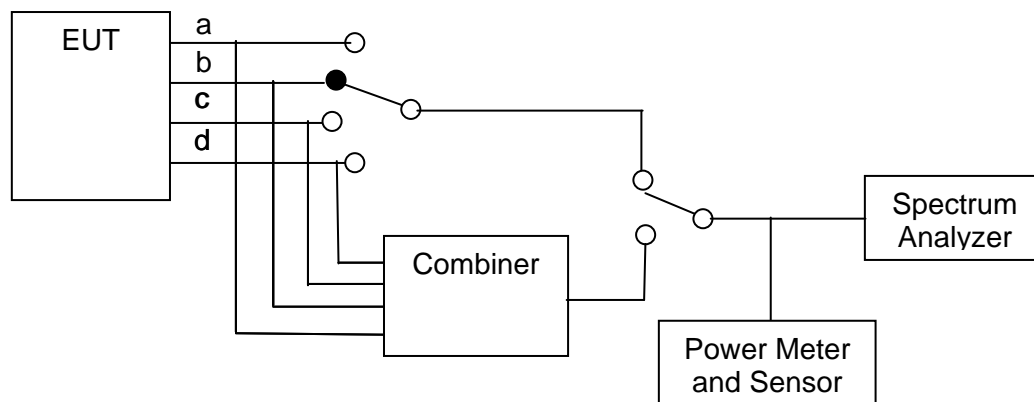 EUT
a
b
c
d
Combiner
Spectrum
Analyzer
Power Meter
and Sensor